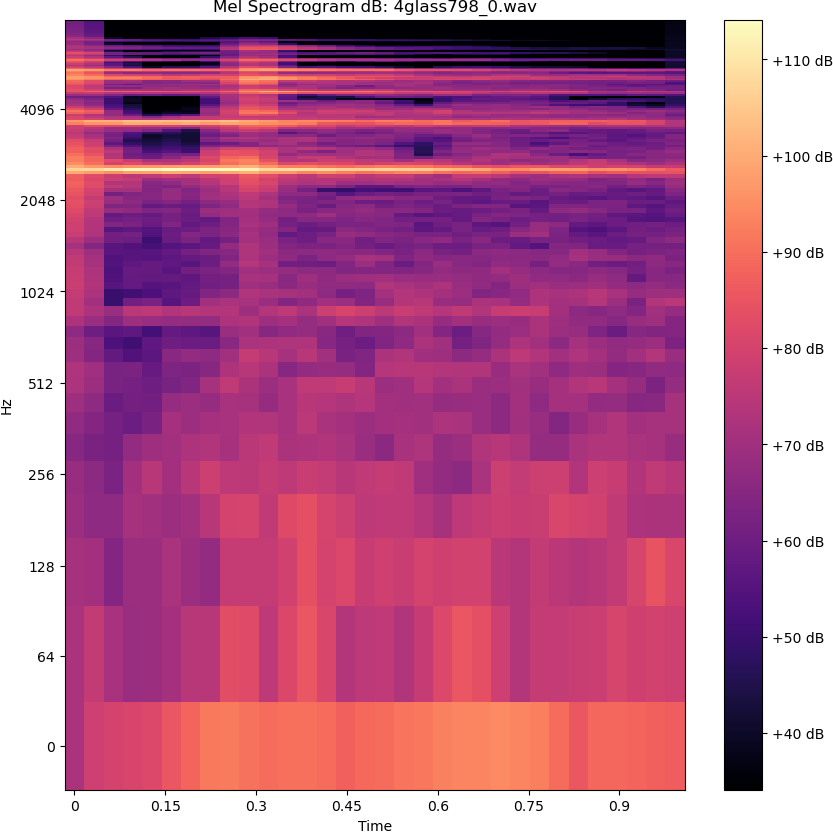 Mel Spectrogram dB: 4glass798_0.wav
Hz
4096
2048
1024
512
256
128
64
0
0 0.15 0.3 0.45 0.6 0.75 0.9
Time
+110 dB
+100 dB
+90 dB
+80 dB
+70 dB
+60 dB
+50 dB
+40 dB